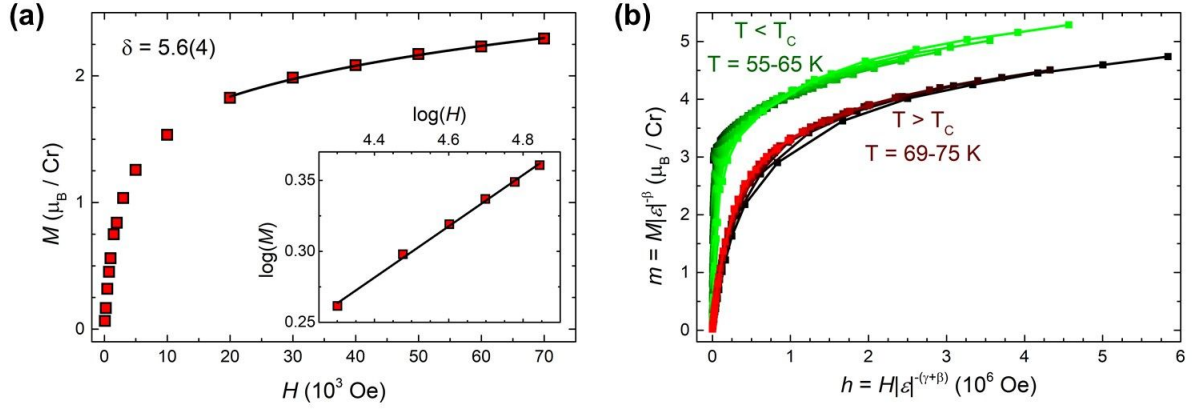 (a)
δ = 5.6(4)
M (μB / Cr)
2
1
0
0 10 20 30 40 50 60 70
H (10³ Oe)
log(H)
4.4 4.6 4.8
log(M)
0.35
0.30
0.25
(b)
T < TC
T = 55-65 K
T > TC
T = 69-75 K
m = M|ε|^-β (μB / Cr)
5
4
3
2
1
0
0 1 2 3 4 5 6
h = H|ε|^-(γ+β) (10⁶ Oe)